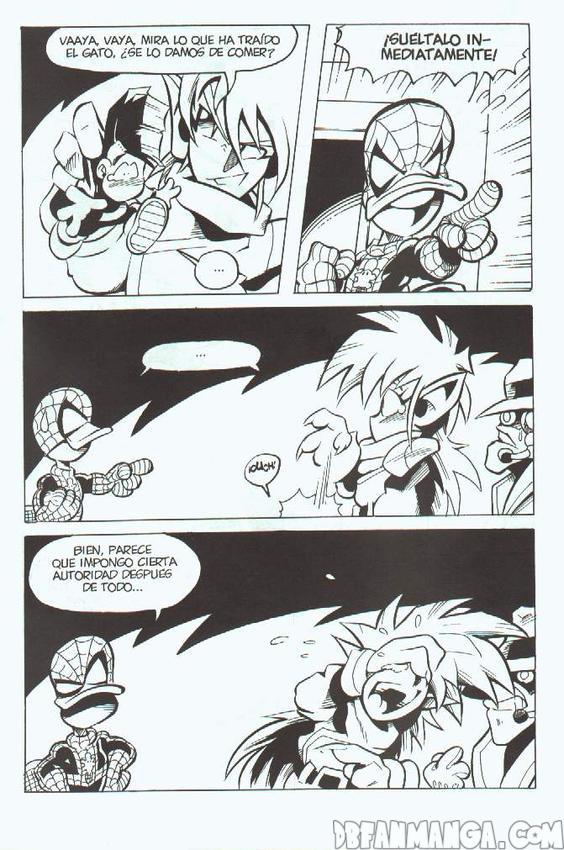 VAAYA, VAYA, MIRA LO QUE HA TRAÍDO
EL GATO, ¿SE LO DAMOS DE COMER?
¡SUÉLTALO IN-
MEDIATAMENTE!
...
...
¡OUCH!
BIEN, PARECE
QUE IMPONGO CIERTA
AUTORIDAD DESPUÉS
DE TODO...
DBFANMANGA.COM